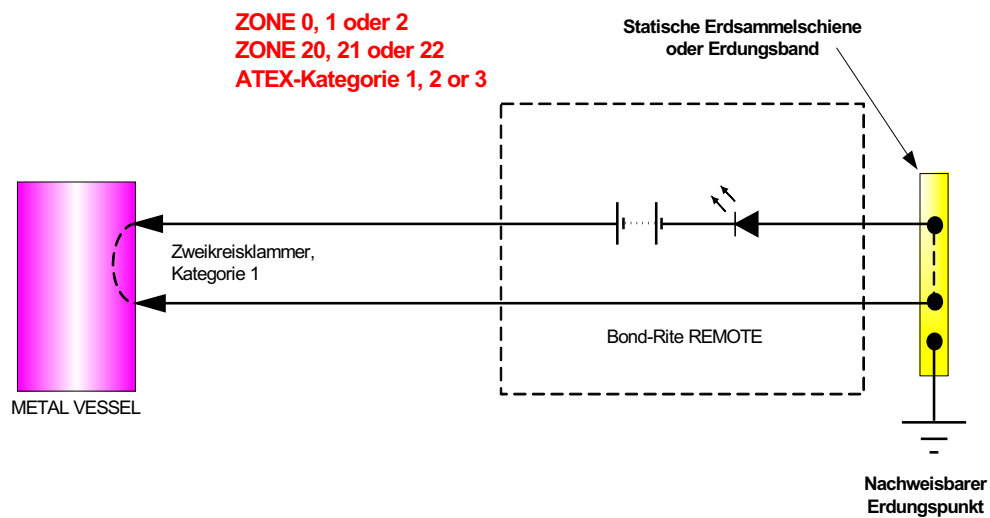 ZONE 0, 1 oder 2
ZONE 20, 21 oder 22
ATEX-Kategorie 1, 2 or 3
Statische Erdsammelschiene
oder Erdungsband
Zweikreisklammer,
Kategorie 1
Bond-Rite REMOTE
METAL VESSEL
Nachweisbarer
Erdungspunkt